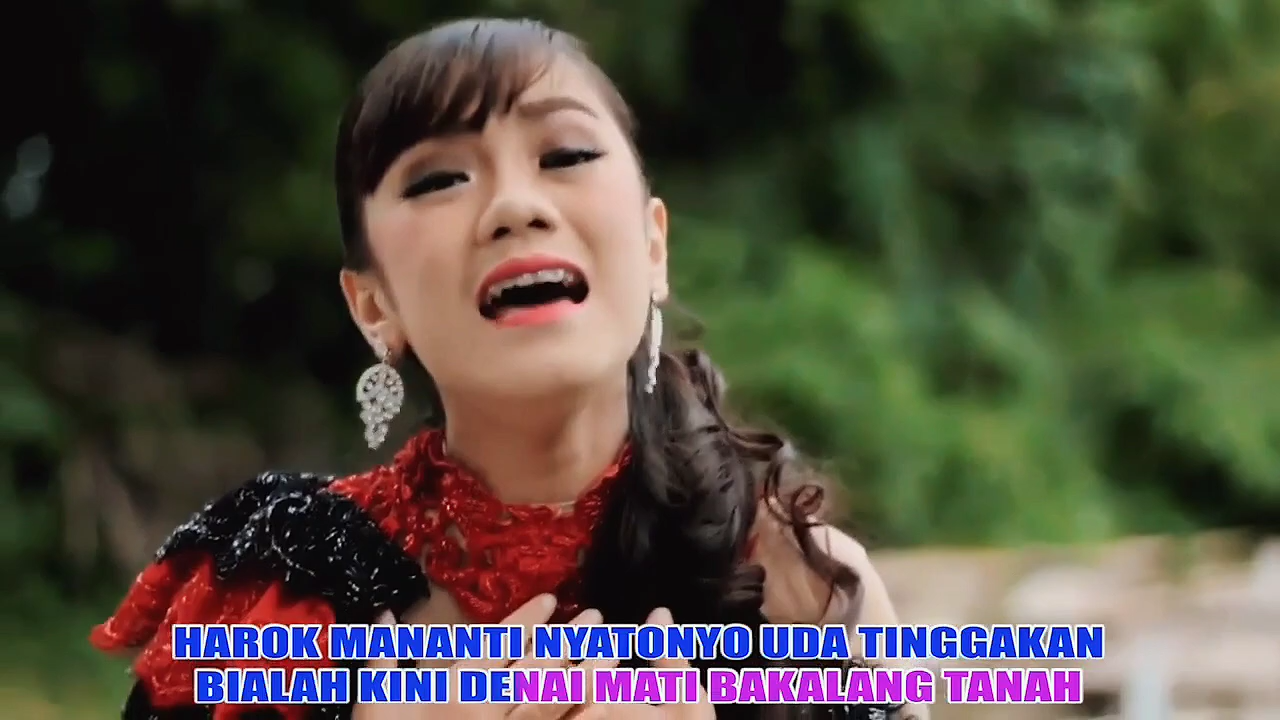 HAROK MANANTI NYATONYO UDA TINGGAKAN
BIALAH KINI DENAI MATI BAKALANG TANAH